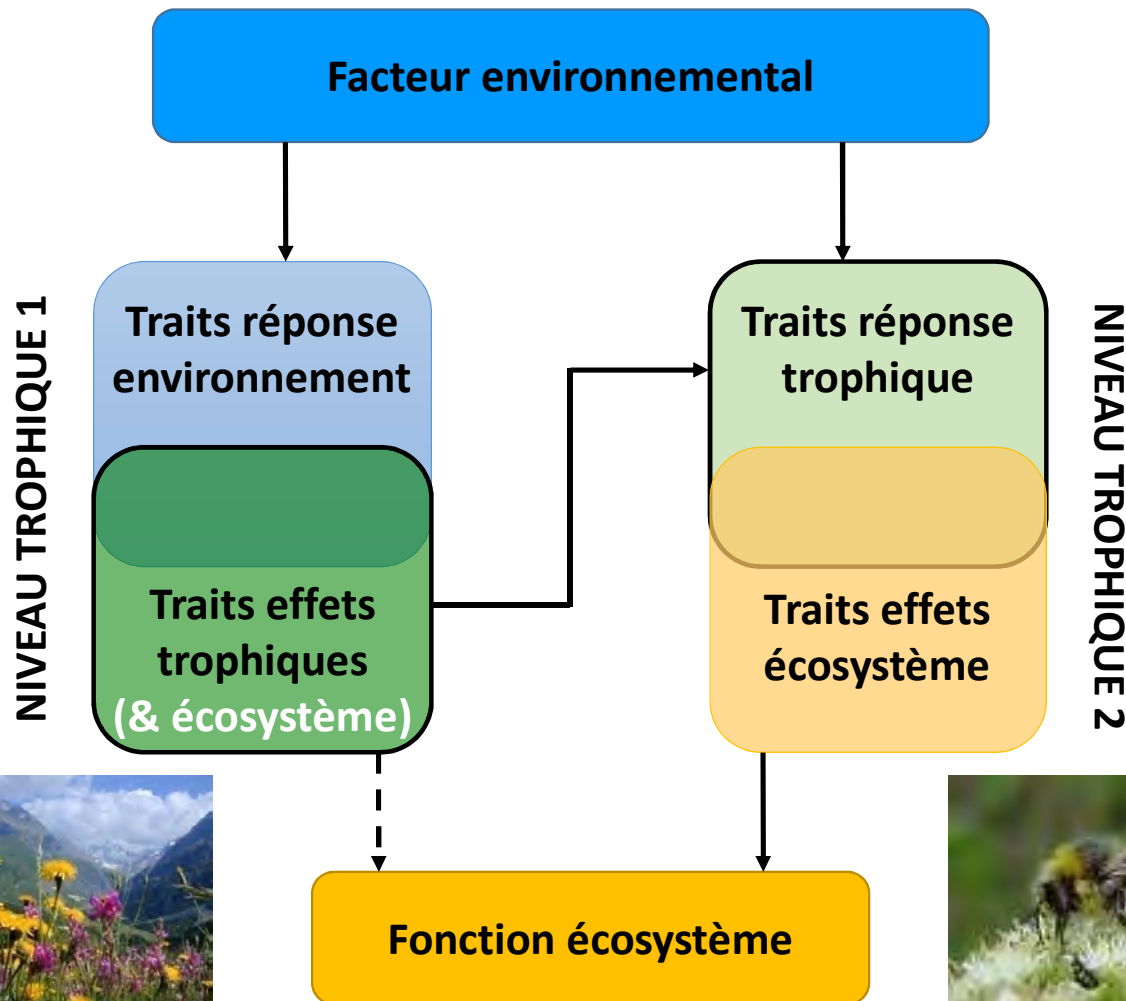 Facteur environnemental
NIVEAU TROPHIQUE 1
Traits réponse
environnement
Traits effets
trophiques
(& écosystème)
Traits réponse
trophique
Traits effets
écosystème
NIVEAU TROPHIQUE 2
Fonction écosystème